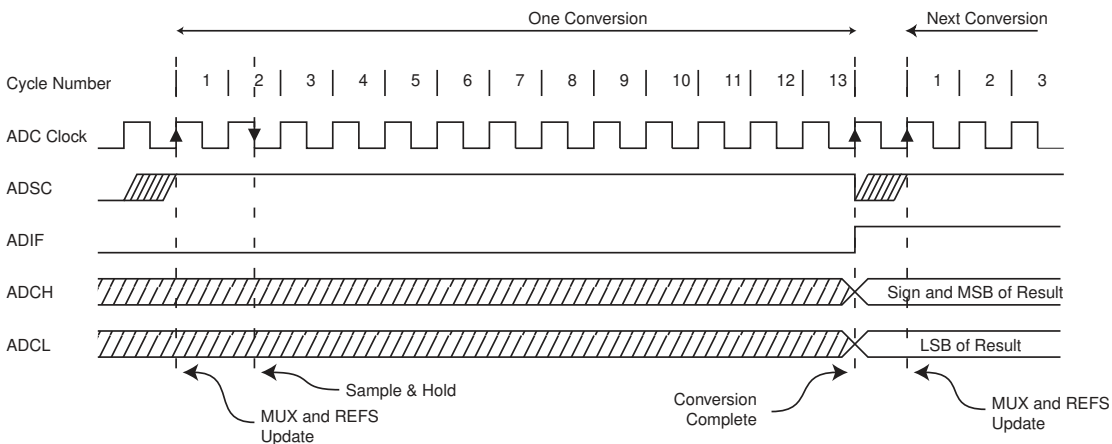 One Conversion
Next Conversion
Cycle Number 1 2 3 4 5 6 7 8 9 10 11 12 13 1 2 3
ADC Clock
ADSC
ADIF
ADCH
Sign and MSB of Result
ADCL
LSB of Result
MUX and REFS
Update
Sample & Hold
Conversion
Complete
MUX and REFS
Update